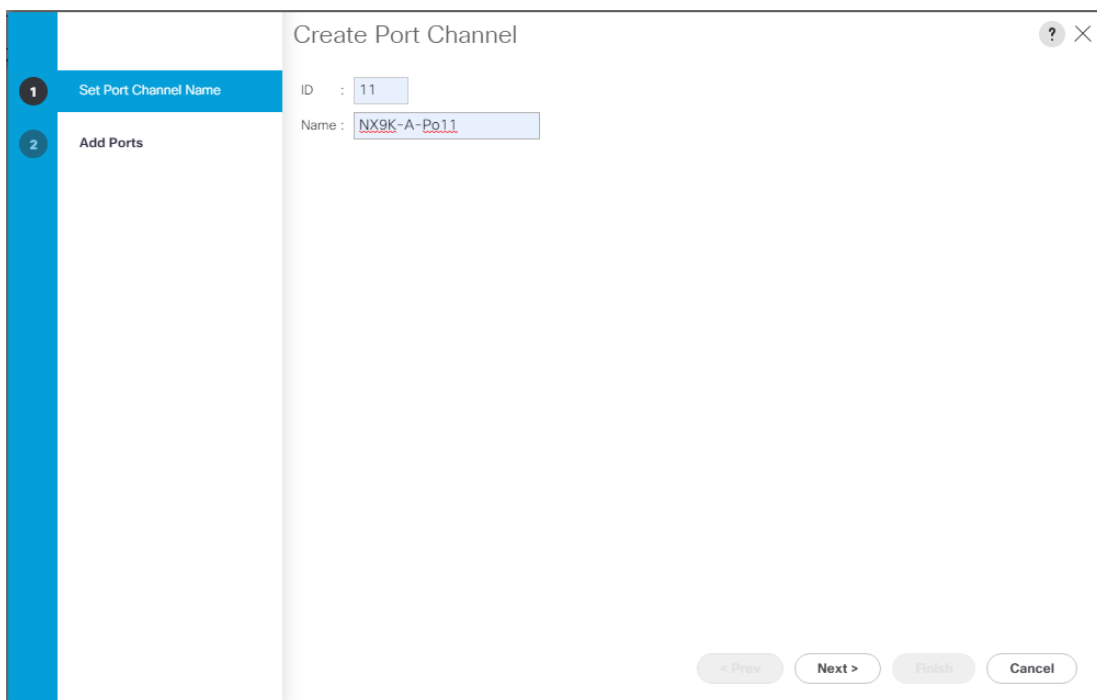 Create Port Channel
?
1
Set Port Channel Name
2
Add Ports
ID : 11
Name : NX9K-A-Po11
< Prev
Next >
Finish
Cancel